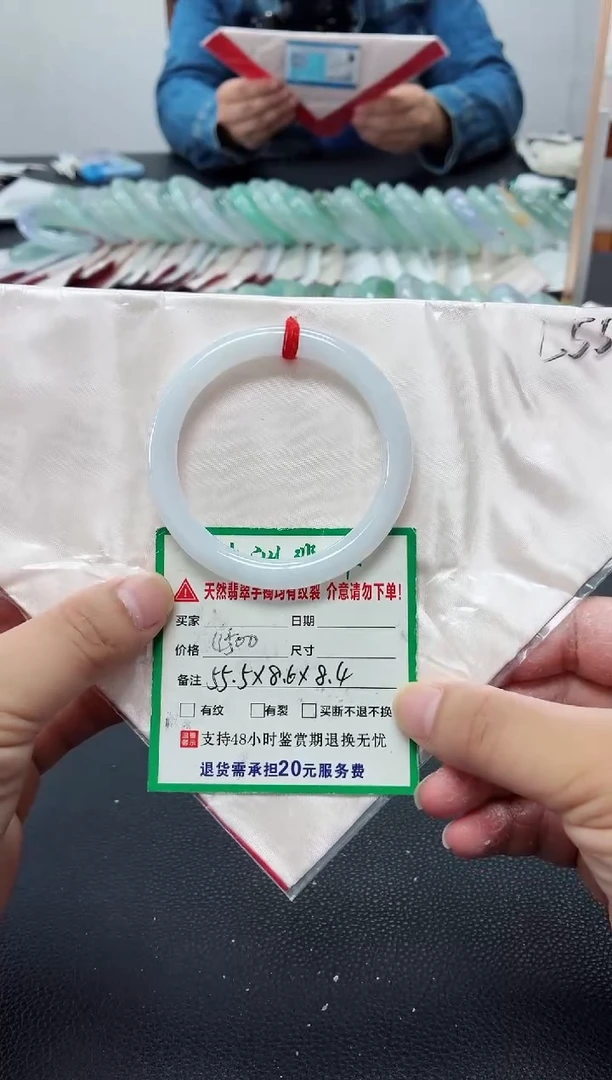 天然翡翠手镯均有纹裂 介意请勿下单!
买家 日期
价格 尺寸
备注 55.5X8.6X8.4
有纹 有裂 买断不退不换
支持48小时鉴赏期退换无忧
退货需承担20元服务费